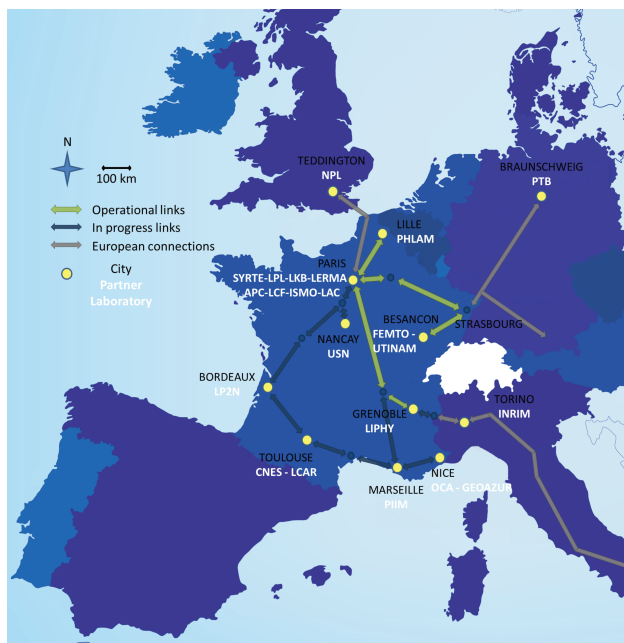 N
100 km
Operational links
In progress links
European connections
City
Partner
Laboratory
TEDDINGTON
NPL
BRAUNSCHWEIG
PTB
LILLE
PHLAM
PARIS
SYRTE-LPL-LKB-LERMA
APC-LCF-ISMO-LAC
BESANCON
FEMTO -
UTINAM
STRASBOURG
NANCAY
USN
BORDEAUX
LP2N
GRENOBLE
LIPHY
TORINO
INRIM
TOULOUSE
CNES - LCAR
MARSEILLE
PIIM
NICE
OCA - GEOAZUR